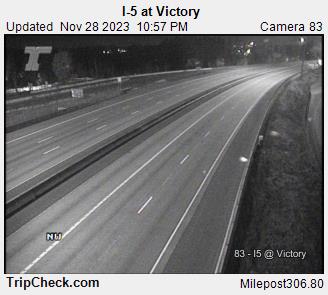 I-5 at Victory
Updated Nov 28 2023 10:57 PM Camera 83
T
NW
83 - I5 @ Victory
TripCheck.com Milepost306.80